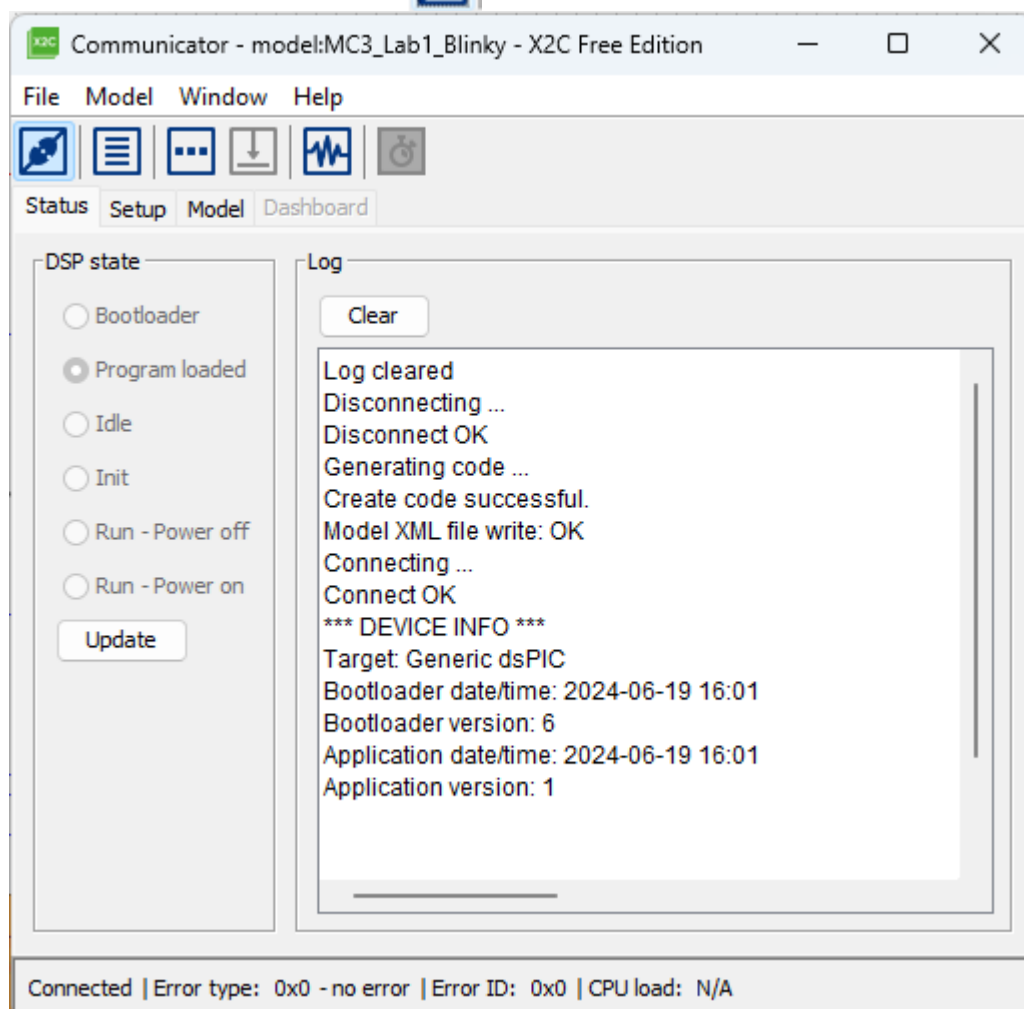 X2C Communicator - model:MC3_Lab1_Blinky - X2C Free Edition
File Model Window Help
Status Setup Model Dashboard
DSP state
Bootloader
Program loaded
Idle
Init
Run - Power off
Run - Power on
Update
Log
Clear
Log cleared
Disconnecting ...
Disconnect OK
Generating code ...
Create code successful.
Model XML file write: OK
Connecting ...
Connect OK
*** DEVICE INFO ***
Target: Generic dsPIC
Bootloader date/time: 2024-06-19 16:01
Bootloader version: 6
Application date/time: 2024-06-19 16:01
Application version: 1
Connected | Error type: 0x0 - no error | Error ID: 0x0 | CPU load: N/A